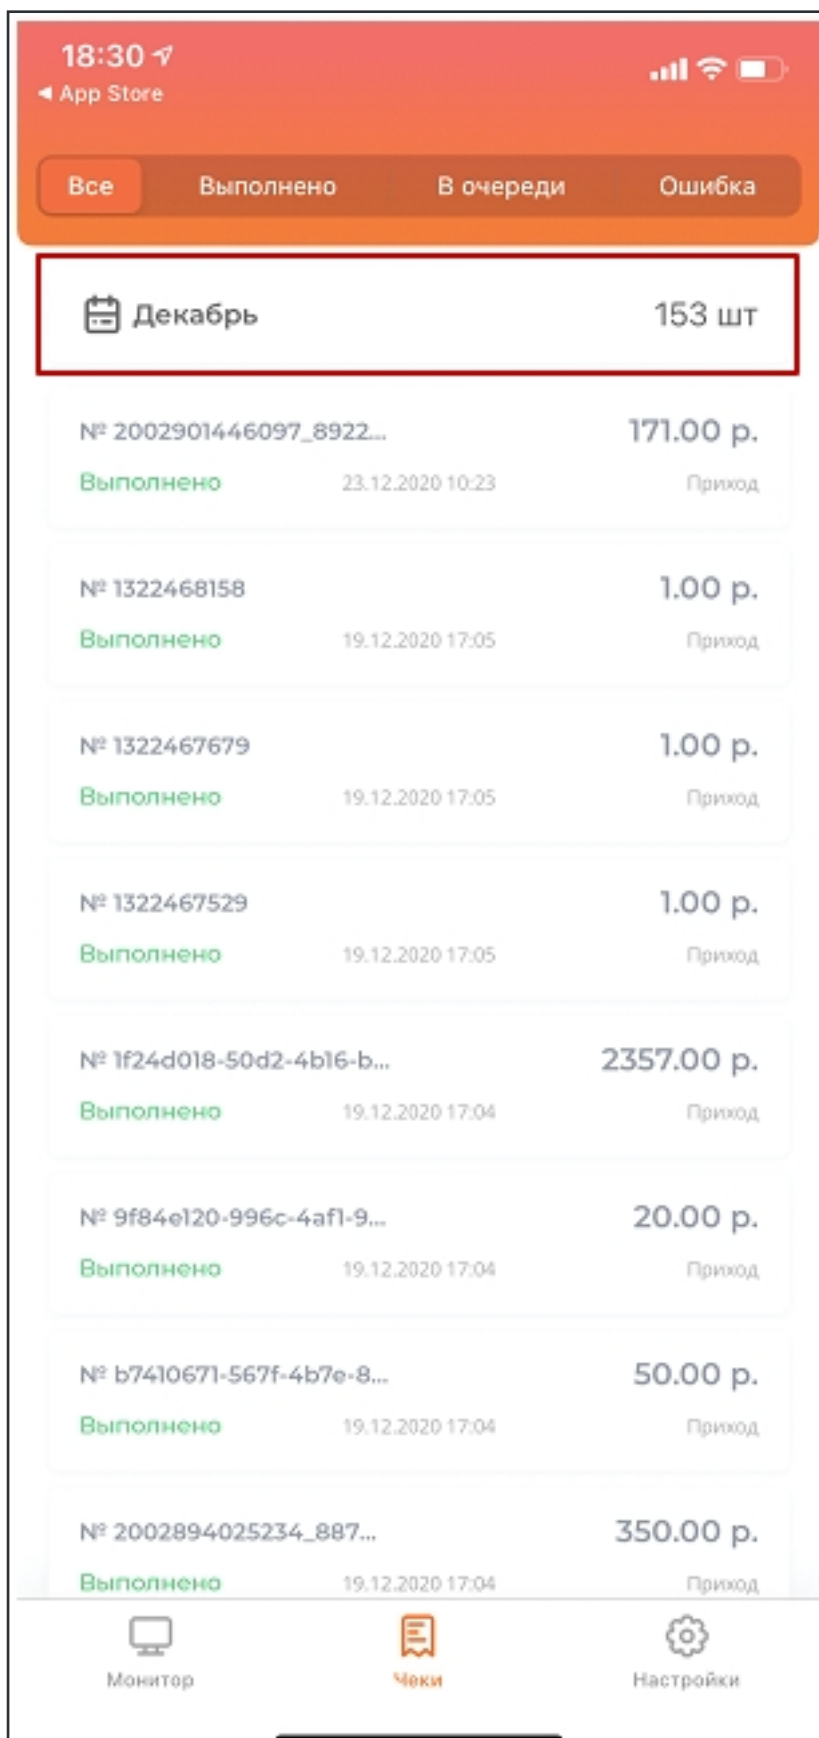 18:30
App Store
Все Выполнено В очереди Ошибка
Декабрь 153 шт
№ 2002901446097_8922... 171.00 р.
Выполнено 23.12.2020 10:23 Приход
№ 1322468158 1.00 р.
Выполнено 19.12.2020 17:05 Приход
№ 1322467679 1.00 р.
Выполнено 19.12.2020 17:05 Приход
№ 1322467529 1.00 р.
Выполнено 19.12.2020 17:05 Приход
№ 1f24d018-50d2-4b16-b... 2357.00 р.
Выполнено 19.12.2020 17:04 Приход
№ 9f84e120-996c-4af1-9... 20.00 р.
Выполнено 19.12.2020 17:04 Приход
№ b7410671-567f-4b7e-8... 50.00 р.
Выполнено 19.12.2020 17:04 Приход
№ 2002894025234_887... 350.00 р.
Выполнено 19.12.2020 17:04 Приход
Монитор Чеки Настройки